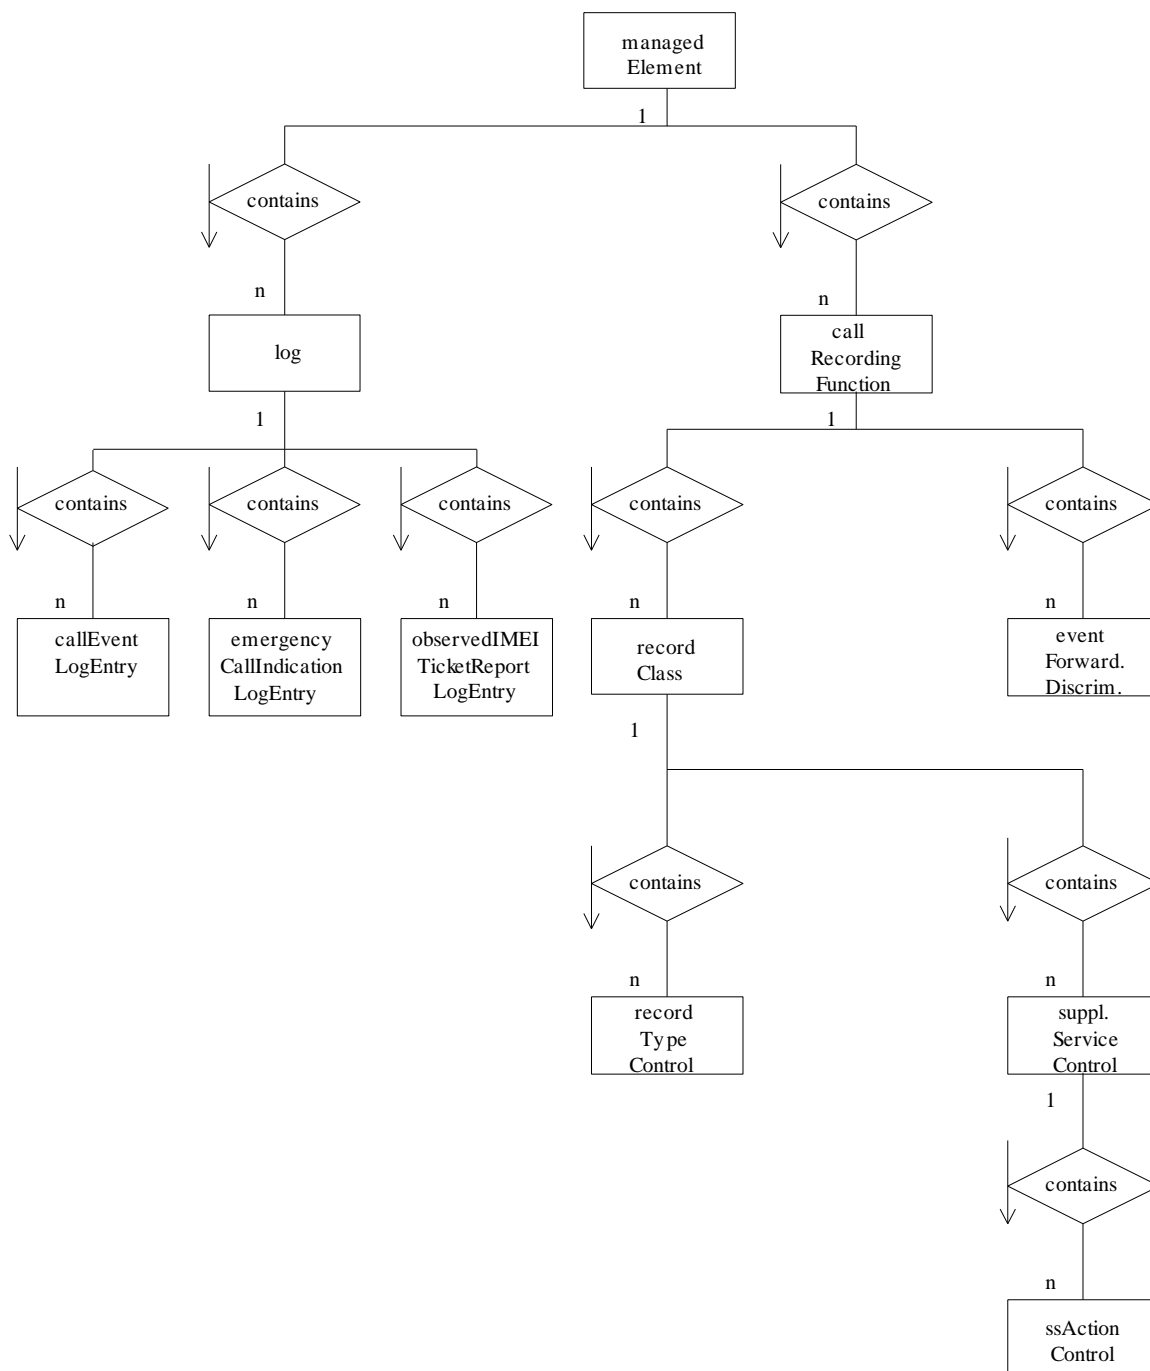 managed
Element
1
contains
contains
n
n
log
call
Recording
Function
1
1
contains
contains
contains
contains
contains
n
n
n
n
n
callEvent
LogEntry
emergency
CallIndication
LogEntry
observedIMEI
TicketReport
LogEntry
record
Class
event
Forward.
Discrim.
1
contains
contains
n
n
record
Type
Control
suppl.
Service
Control
1
contains
n
ssAction
Control